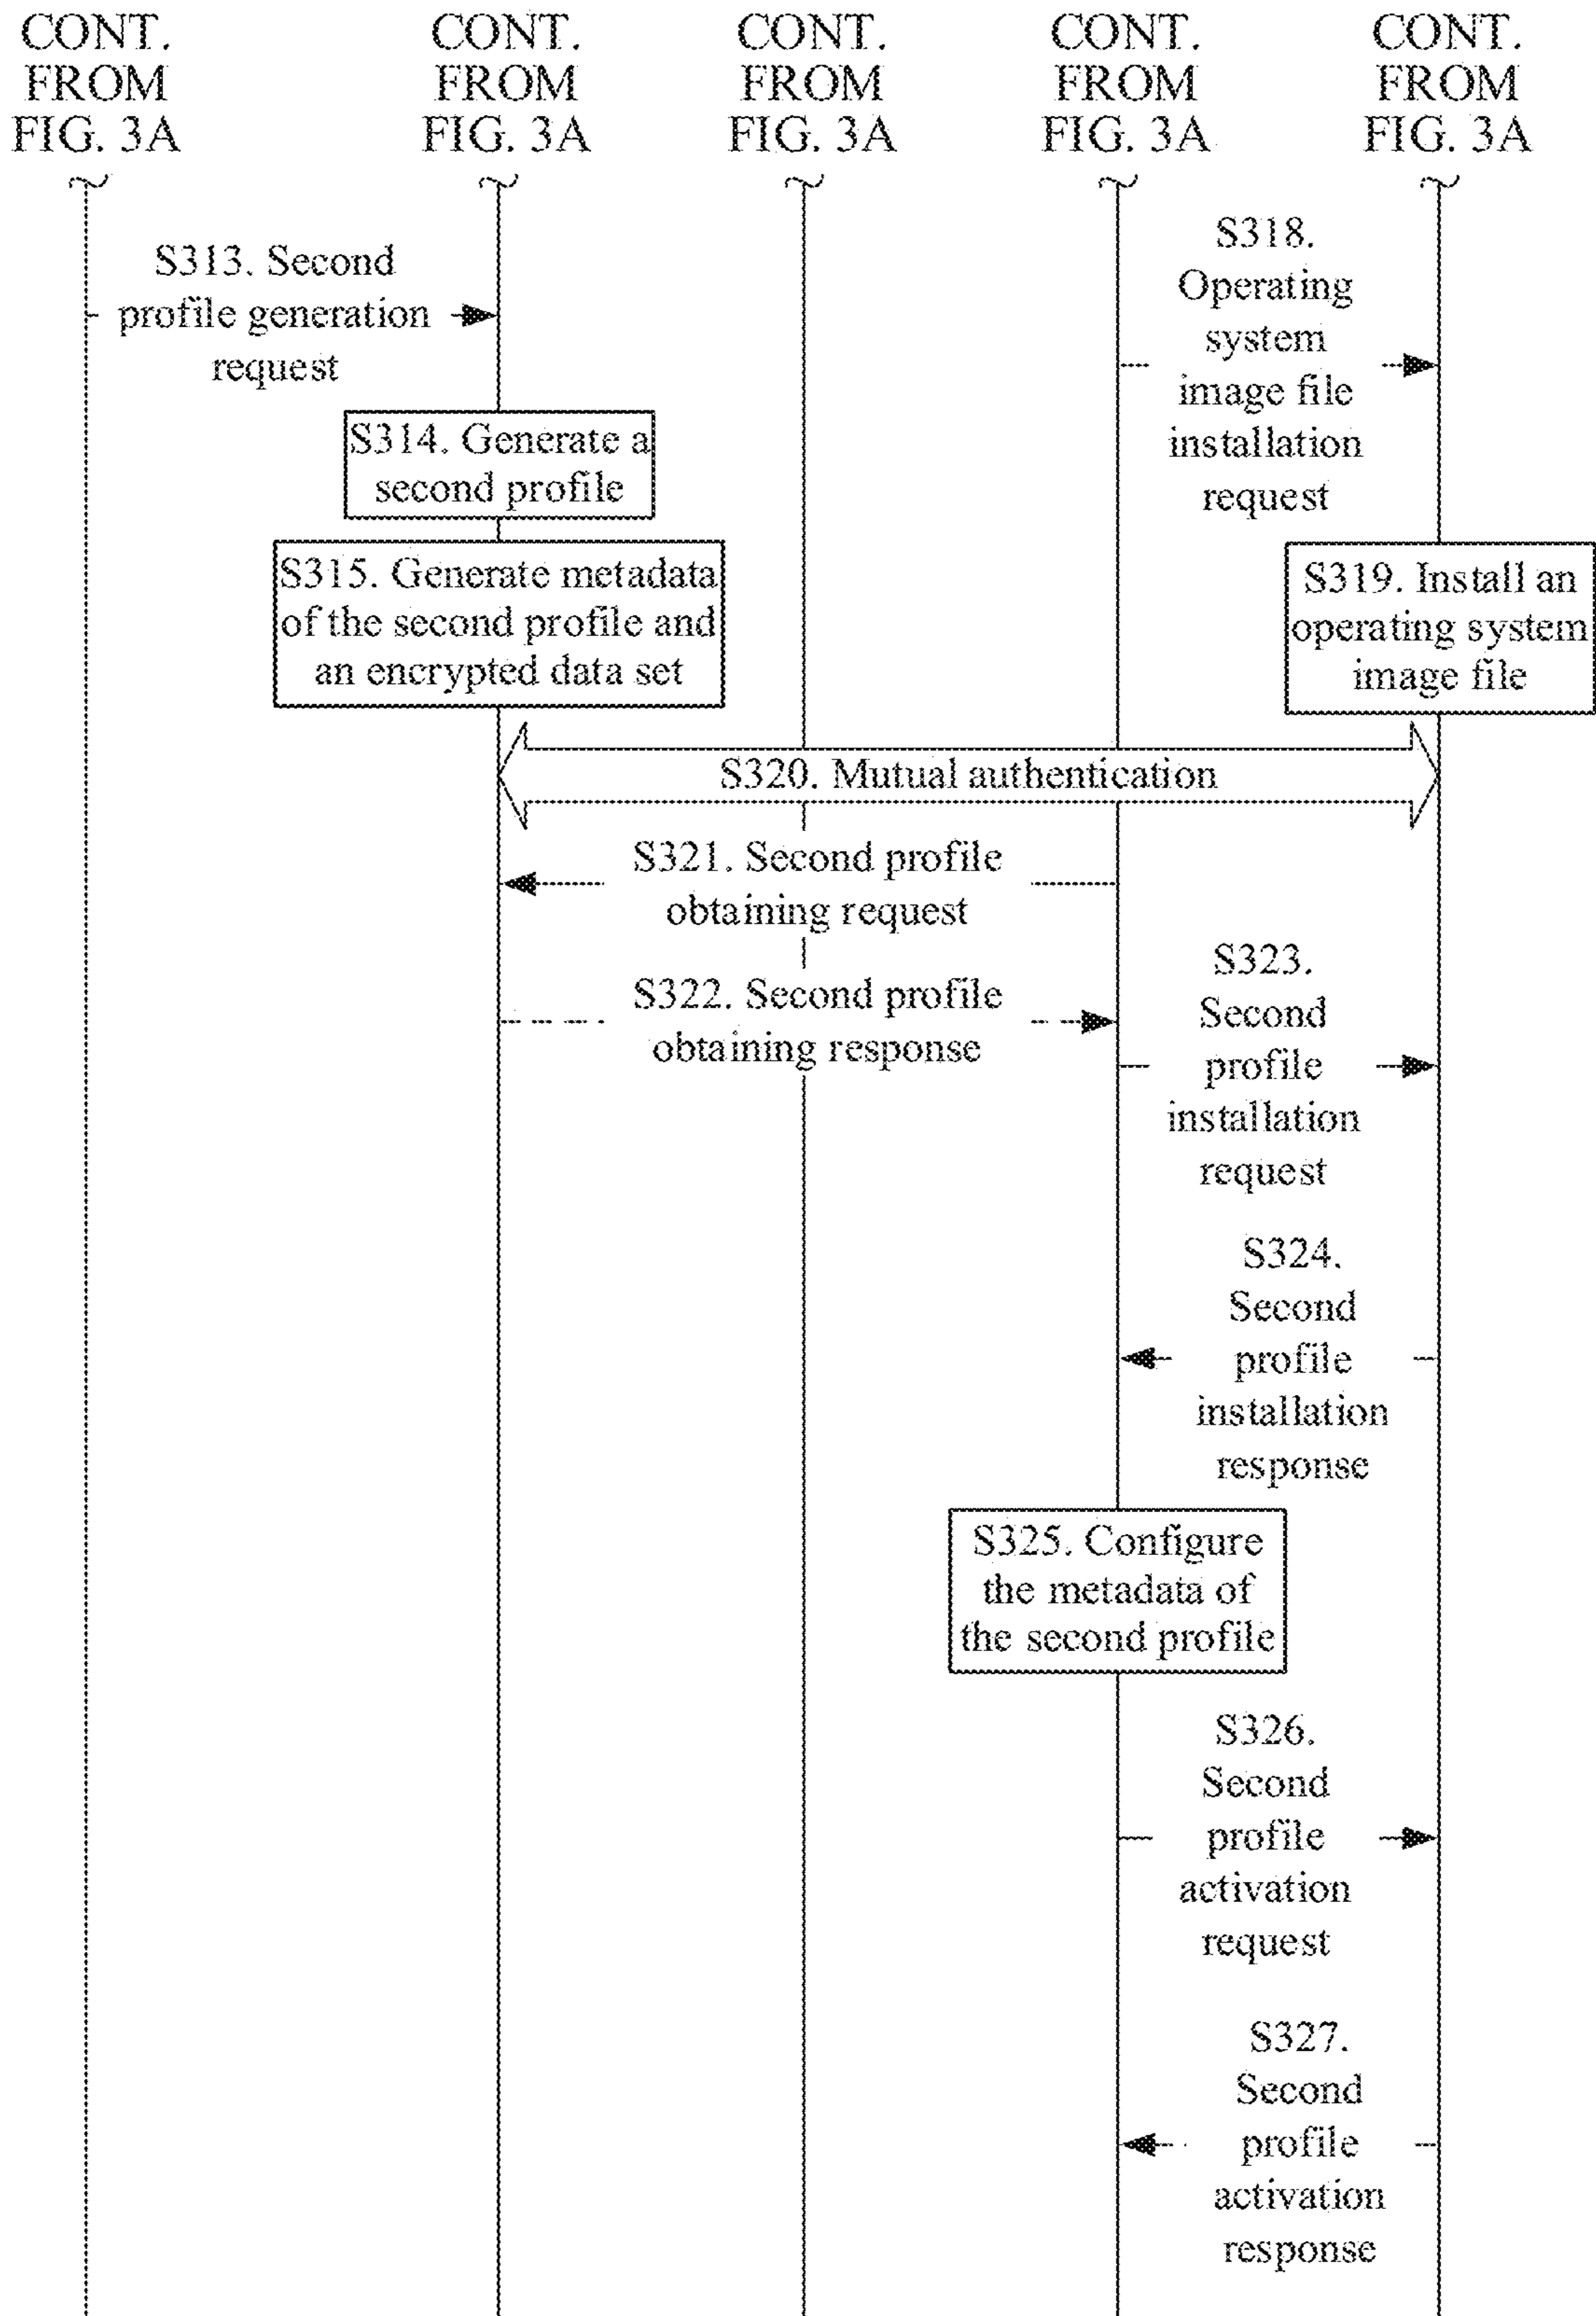 CONT.
FROM
FIG. 3A
CONT.
FROM
FIG. 3A
CONT.
FROM
FIG. 3A
CONT.
FROM
FIG. 3A
CONT.
FROM
FIG. 3A
S313. Second
profile generation
request
S318.
Operating
system
image file
installation
request
S314. Generate a
second profile
S315. Generate metadata
of the second profile and
an encrypted data set
S319. Install an
operating system
image file
S320. Mutual authentication
S321. Second profile
obtaining request
S322. Second profile
obtaining response
S323.
Second
profile
installation
request
S324.
Second
profile
installation
response
S325. Configure
the metadata of
the second profile
S326.
Second
profile
activation
request
S327.
Second
profile
activation
response